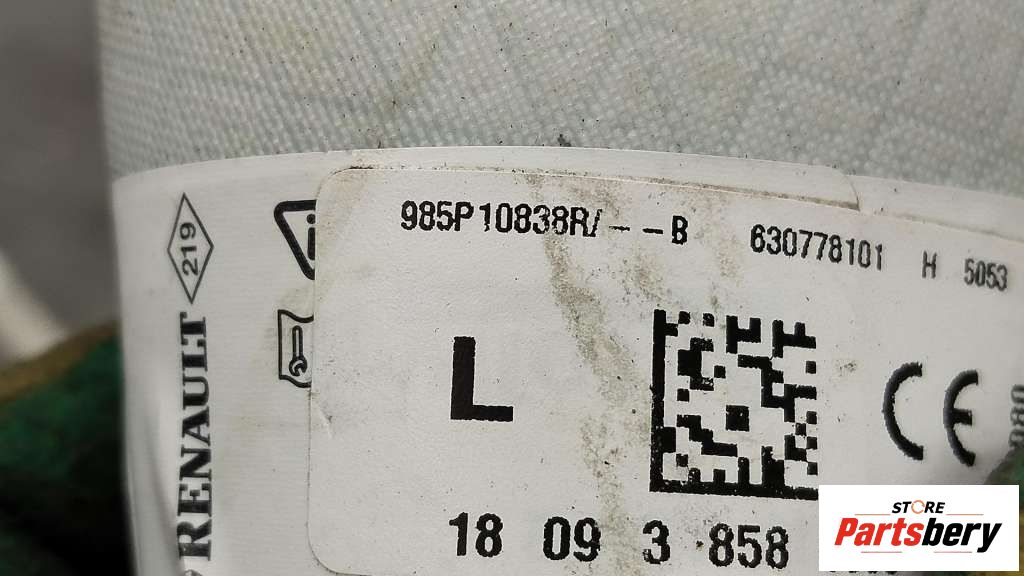 985P10838R/--B 630778101 H 5053
219
RENAULT
L
18 09 3 858
STORE
Partsbery